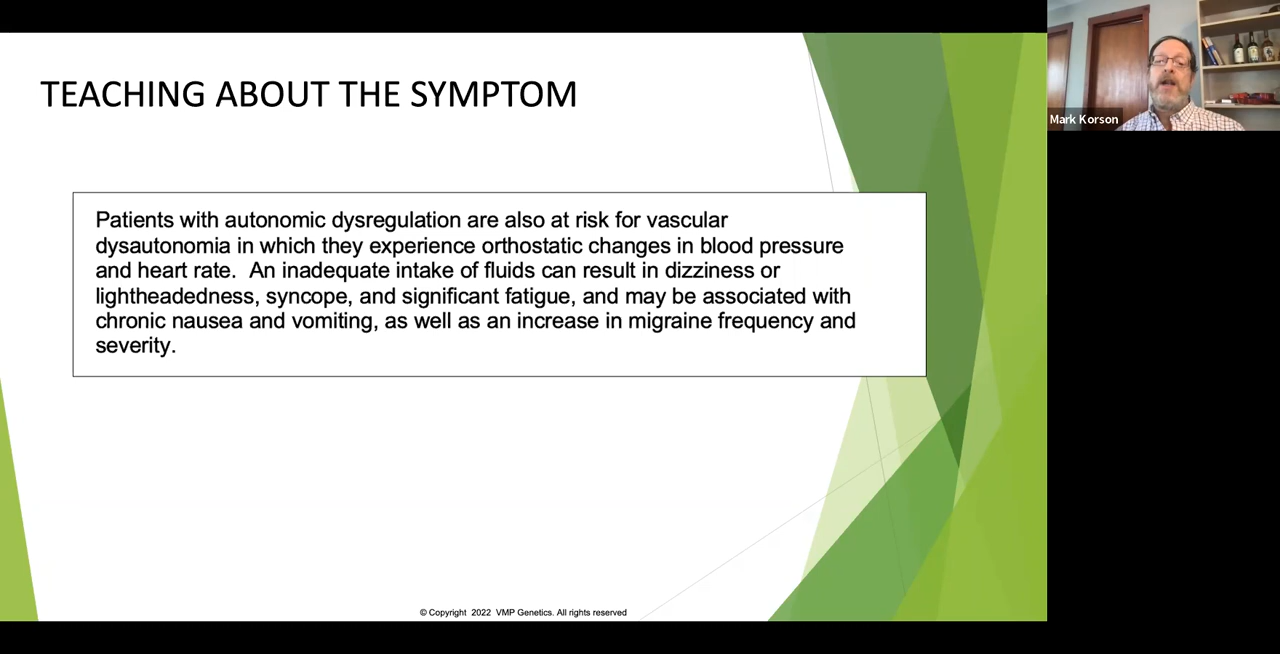 TEACHING ABOUT THE SYMPTOM
Mark Korson
Patients with autonomic dysregulation are also at risk for vascular
dysautonomia in which they experience orthostatic changes in blood pressure
and heart rate.  An inadequate intake of fluids can result in dizziness or
lightheadedness, syncope, and significant fatigue, and may be associated with
chronic nausea and vomiting, as well as an increase in migraine frequency and
severity.
© Copyright  2022  VMP Genetics. All rights reserved